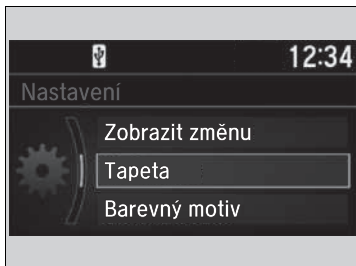 12:34
Nastavení
Zobrazit změnu
Tapeta
Barevný motiv